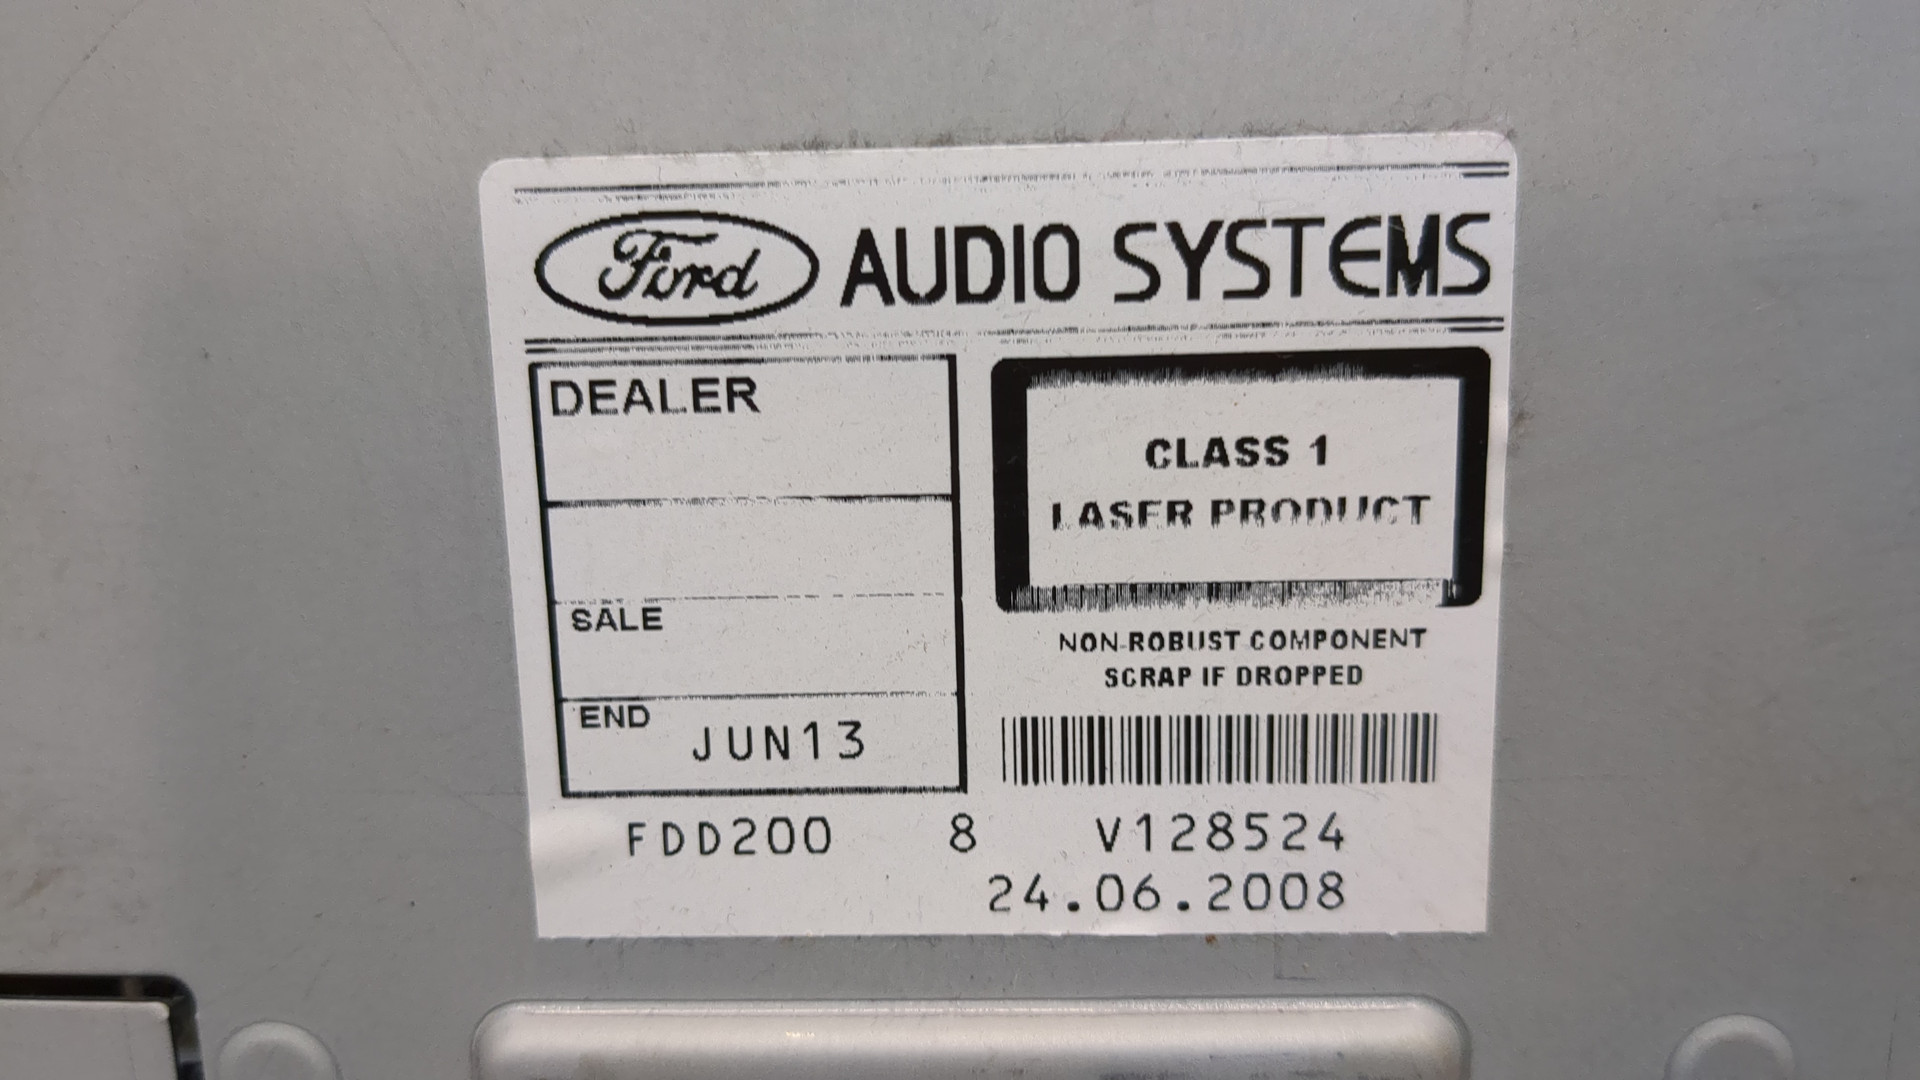 Ford AUDIO SYSTEMS
DEALER
SALE
END JUN13
CLASS 1
LASER PRODUCT
NON-ROBUST COMPONENT
SCRAP IF DROPPED
FDD200 8 V128524
24.06.2008